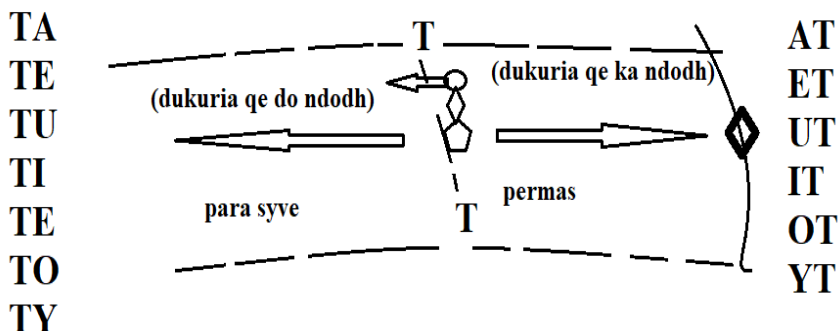 TA
TE
TU
TI
TE
TO
TY
T
(dukuria qe do ndodh)
(dukuria qe ka ndodh)
para syve
permas
T
AT
ET
UT
IT
OT
YT